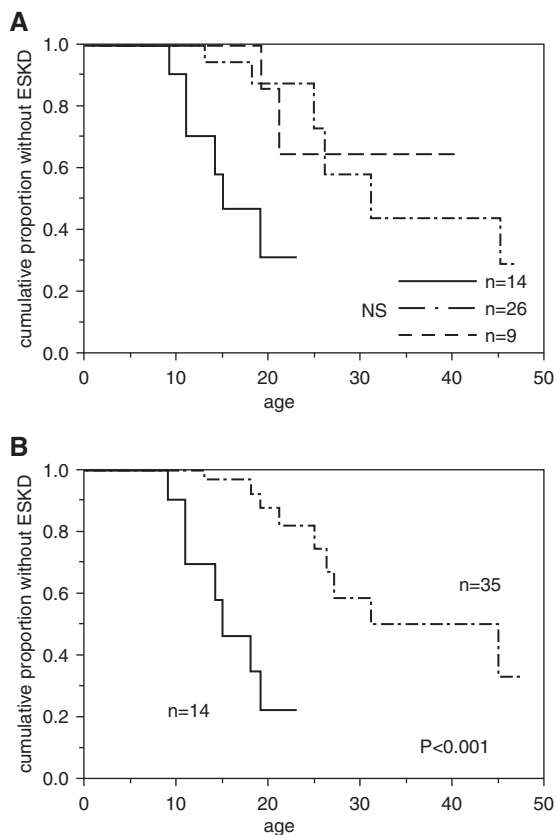 A
cumulative proportion without ESKD
1.0
0.8
0.6
0.4
0.2
0.0
n=14
NS n=26
n=9
0 10 20 30 40 50
age
B
cumulative proportion without ESKD
1.0
0.8
0.6
0.4
0.2
0.0
n=35
n=14
P<0.001
0 10 20 30 40 50
age